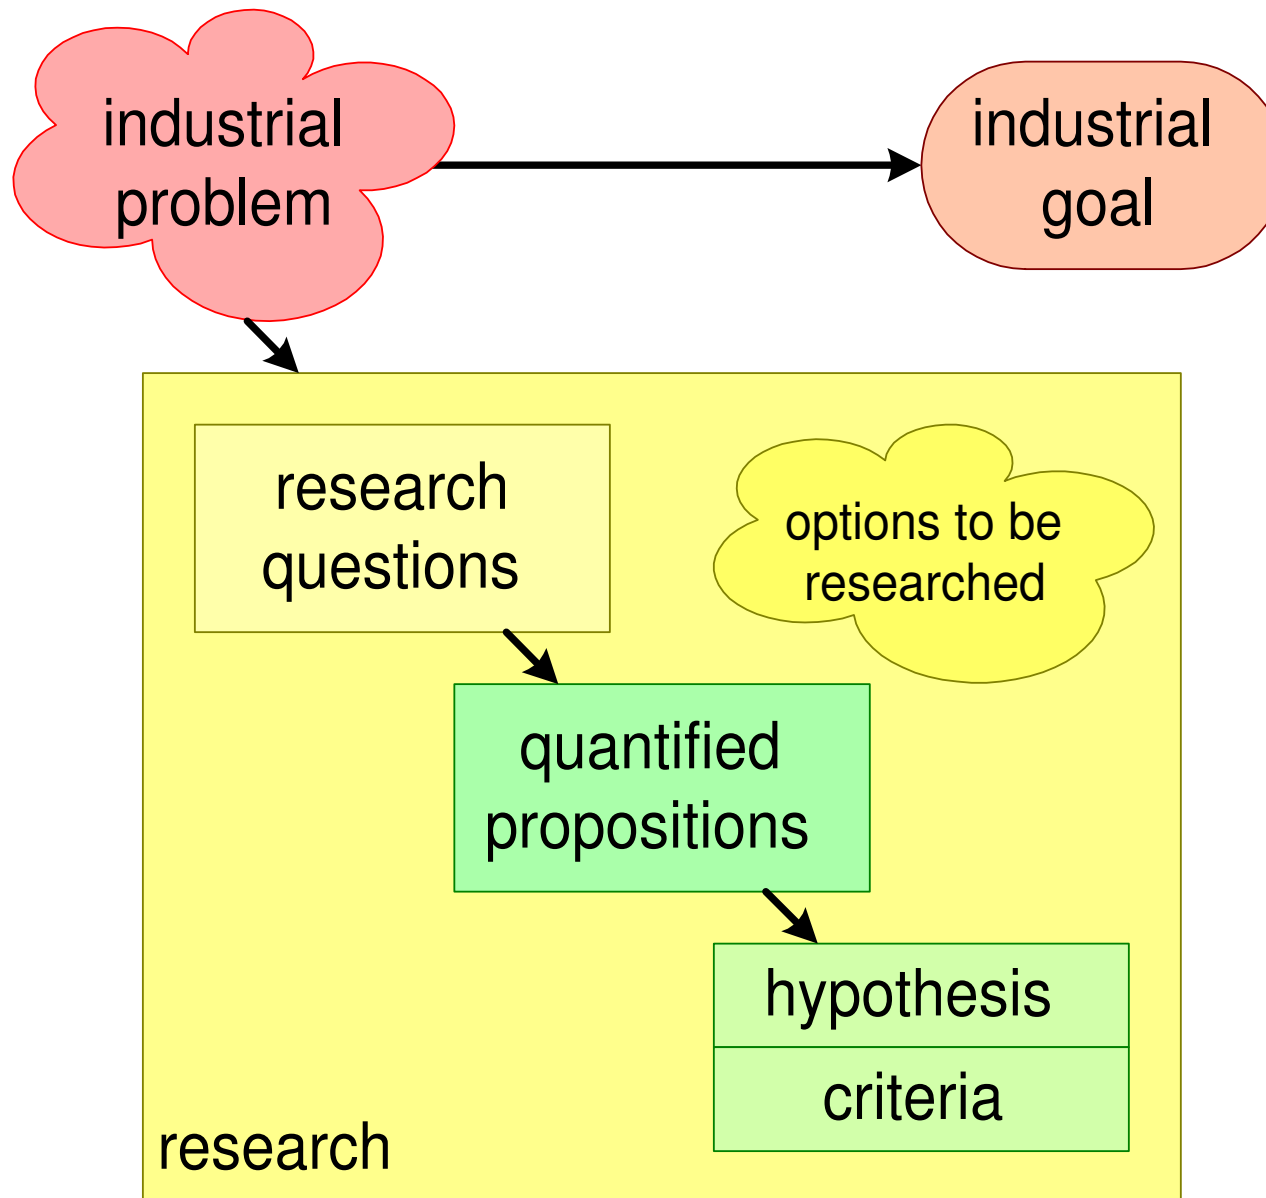 industrial
problem
industrial
goal
research
questions
options to be
researched
quantified
propositions
hypothesis
criteria
research